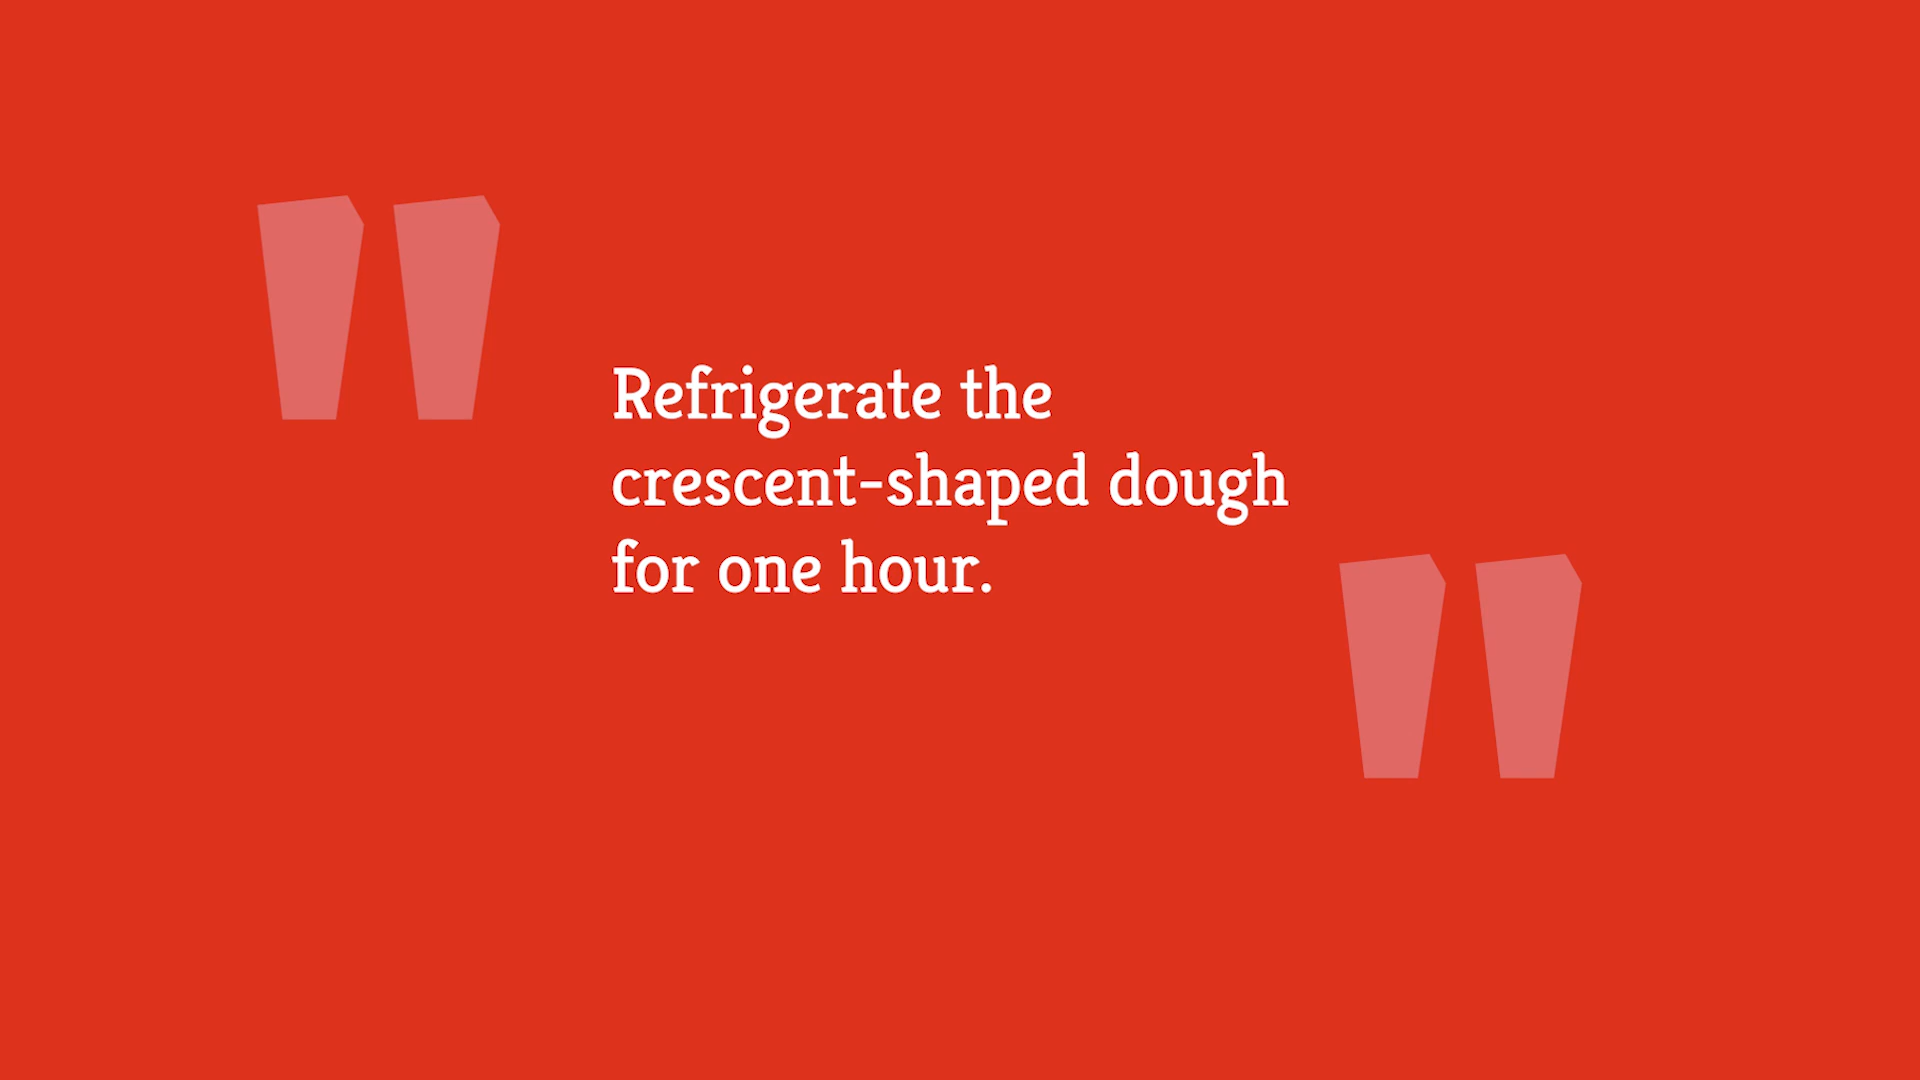 "
Refrigerate the
crescent-shaped dough
for one hour.
"